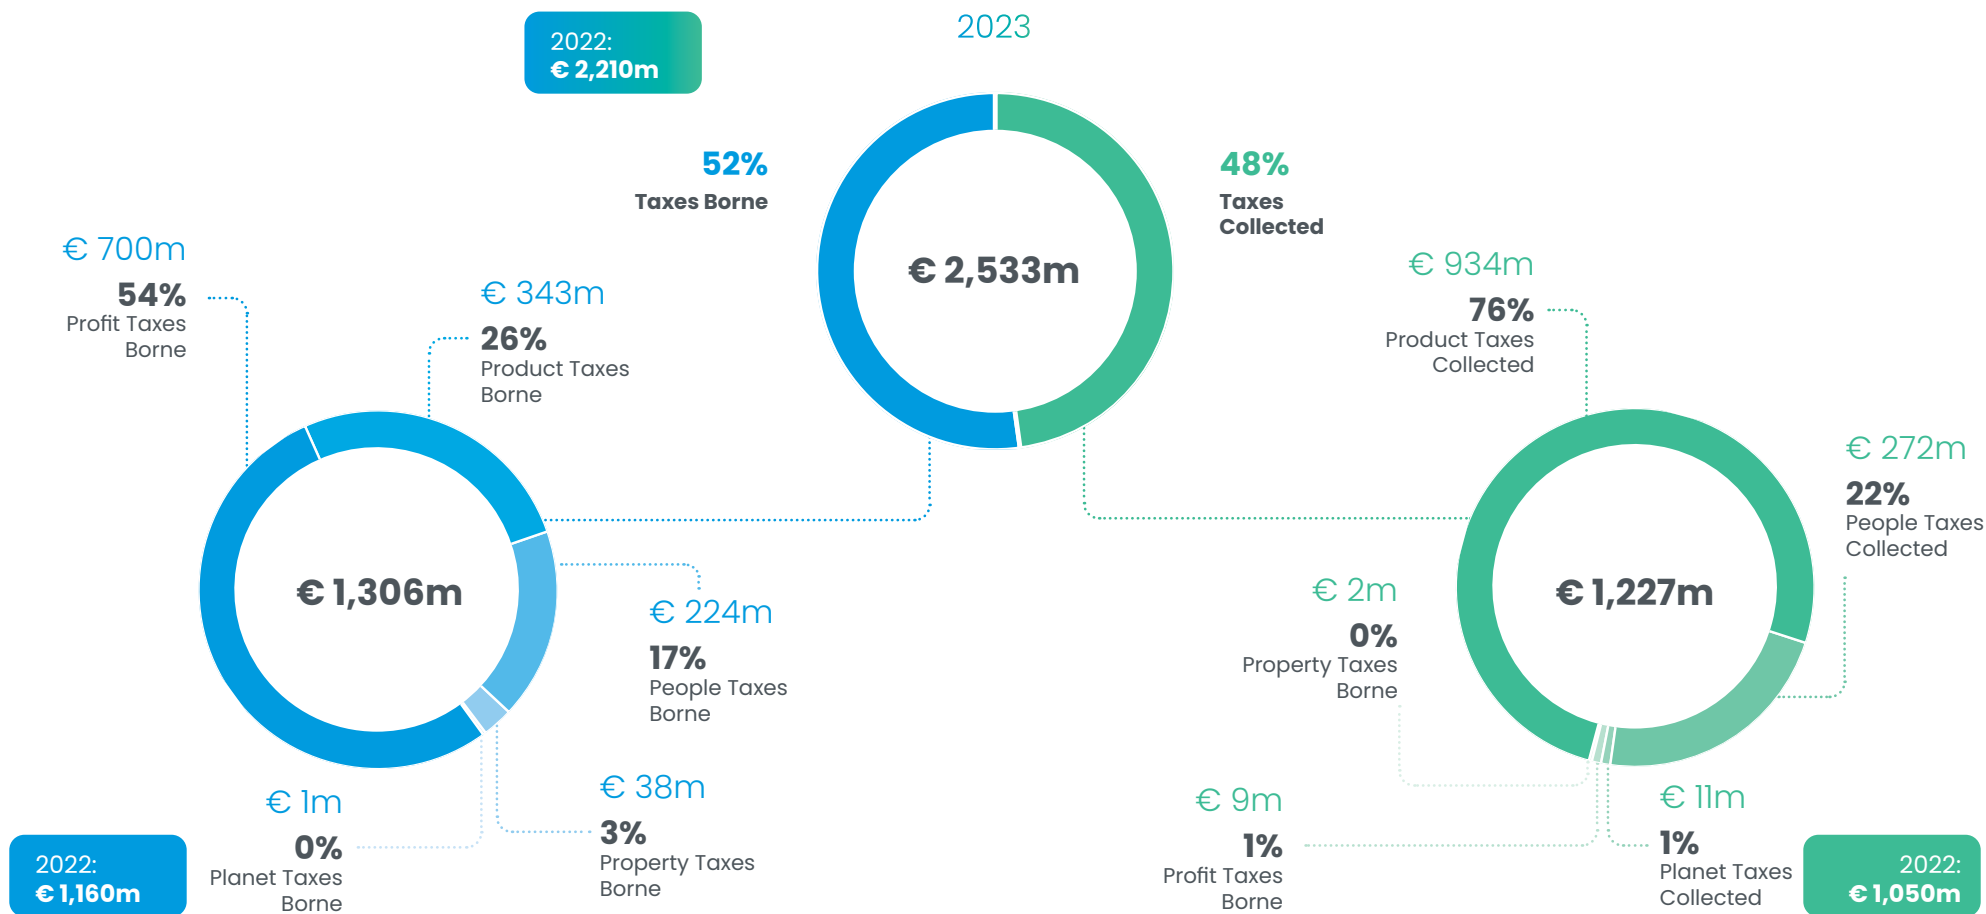 2023
2022:
€ 2,210m
52%
Taxes Borne
48%
Taxes
Collected
€ 2,533m
€ 700m
54%
Profit Taxes
Borne
€ 343m
26%
Product Taxes
Borne
€ 1,306m
€ 224m
17%
People Taxes
Borne
€ 38m
3%
Property Taxes
Borne
€ 1m
0%
Planet Taxes
Borne
2022:
€ 1,160m
€ 934m
76%
Product Taxes
Collected
€ 272m
22%
People Taxes
Collected
€ 1,227m
€ 2m
0%
Property Taxes
Borne
€ 9m
1%
Profit Taxes
Borne
€ 11m
1%
Planet Taxes
Collected
2022:
€ 1,050m